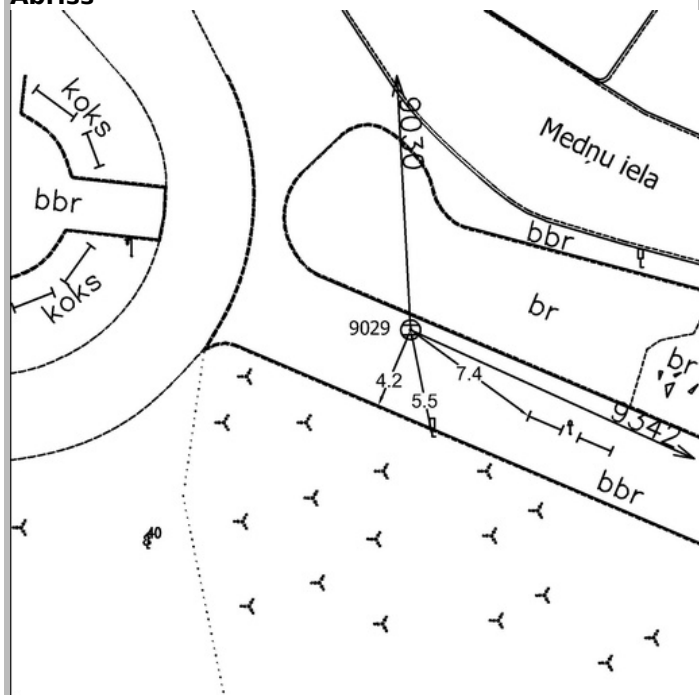 Abriss
koks
9030
Medņu iela
bbr
bbr
koks
br
9029
br
4.2
7.4
5.5
9342
bbr
40